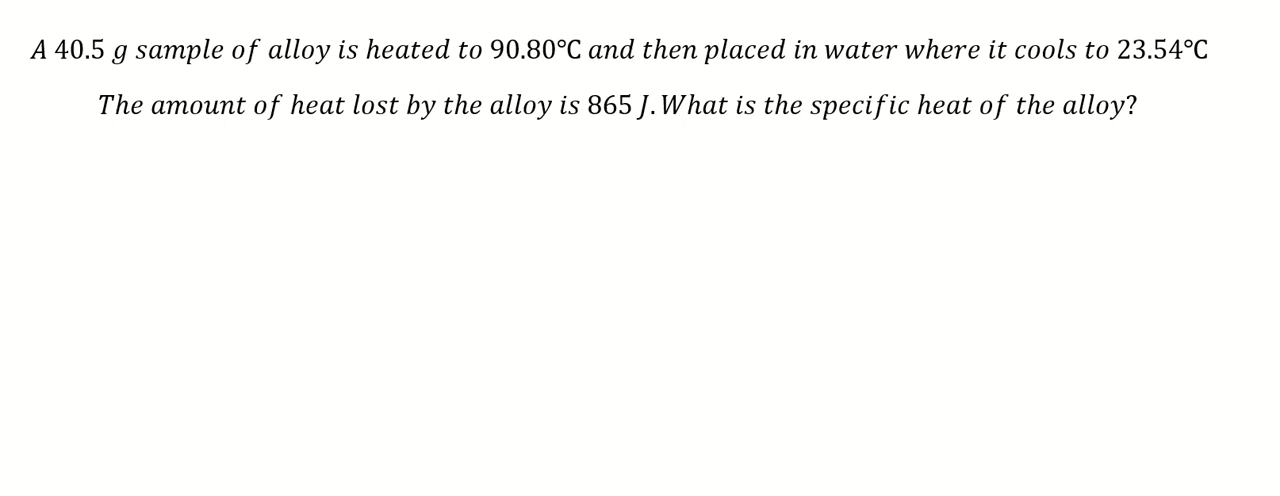 A 40.5 g sample of alloy is heated to 90.80°C and then placed in water where it cools to 23.54°C
The amount of heat lost by the alloy is 865 J. What is the specific heat of the alloy?